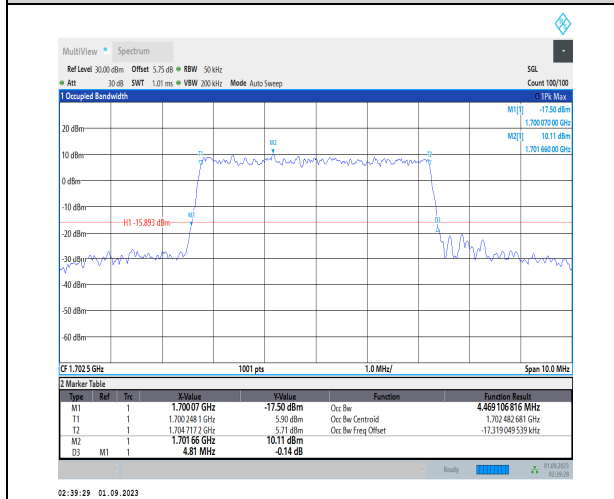 MultiView Spectrum
Ref Level 30.00 dBm Offset 5.75 dB RBW 50 kHz SGL
Att 30 dB SWT 1.01 ms VBW 200 kHz Mode Auto Sweep Count 100/100
1 Occupied Bandwidth 1Pk Max
M1[1] -17.50 dBm
1.700 070 00 GHz
M2[1] 10.11 dBm
1.701 660 00 GHz
20 dBm
M2
10 dBm
T1
T2
0 dBm
-10 dBm
M1
H1 -15.893 dBm
D3
-20 dBm
-30 dBm
-40 dBm
-50 dBm
-60 dBm
CF 1.702 5 GHz 1001 pts 1.0 MHz/ Span 10.0 MHz
2 Marker Table
Type Ref Trc X-Value Y-Value Function Function Result
M1 1 1.70007 GHz -17.50 dBm Occ Bw 4.469 106 816 MHz
T1 1 1.700 248 1 GHz 5.90 dBm Occ Bw Centroid 1.702 482 681 GHz
T2 1 1.704 717 2 GHz 5.71 dBm Occ Bw Freq Offset -17.319 049 539 kHz
M2 1 1.701 66 GHz 10.11 dBm
D3 M1 1 4.81 MHz -0.14 dB
Ready 01.09.2023
02:39:28
02:39:29 01.09.2023